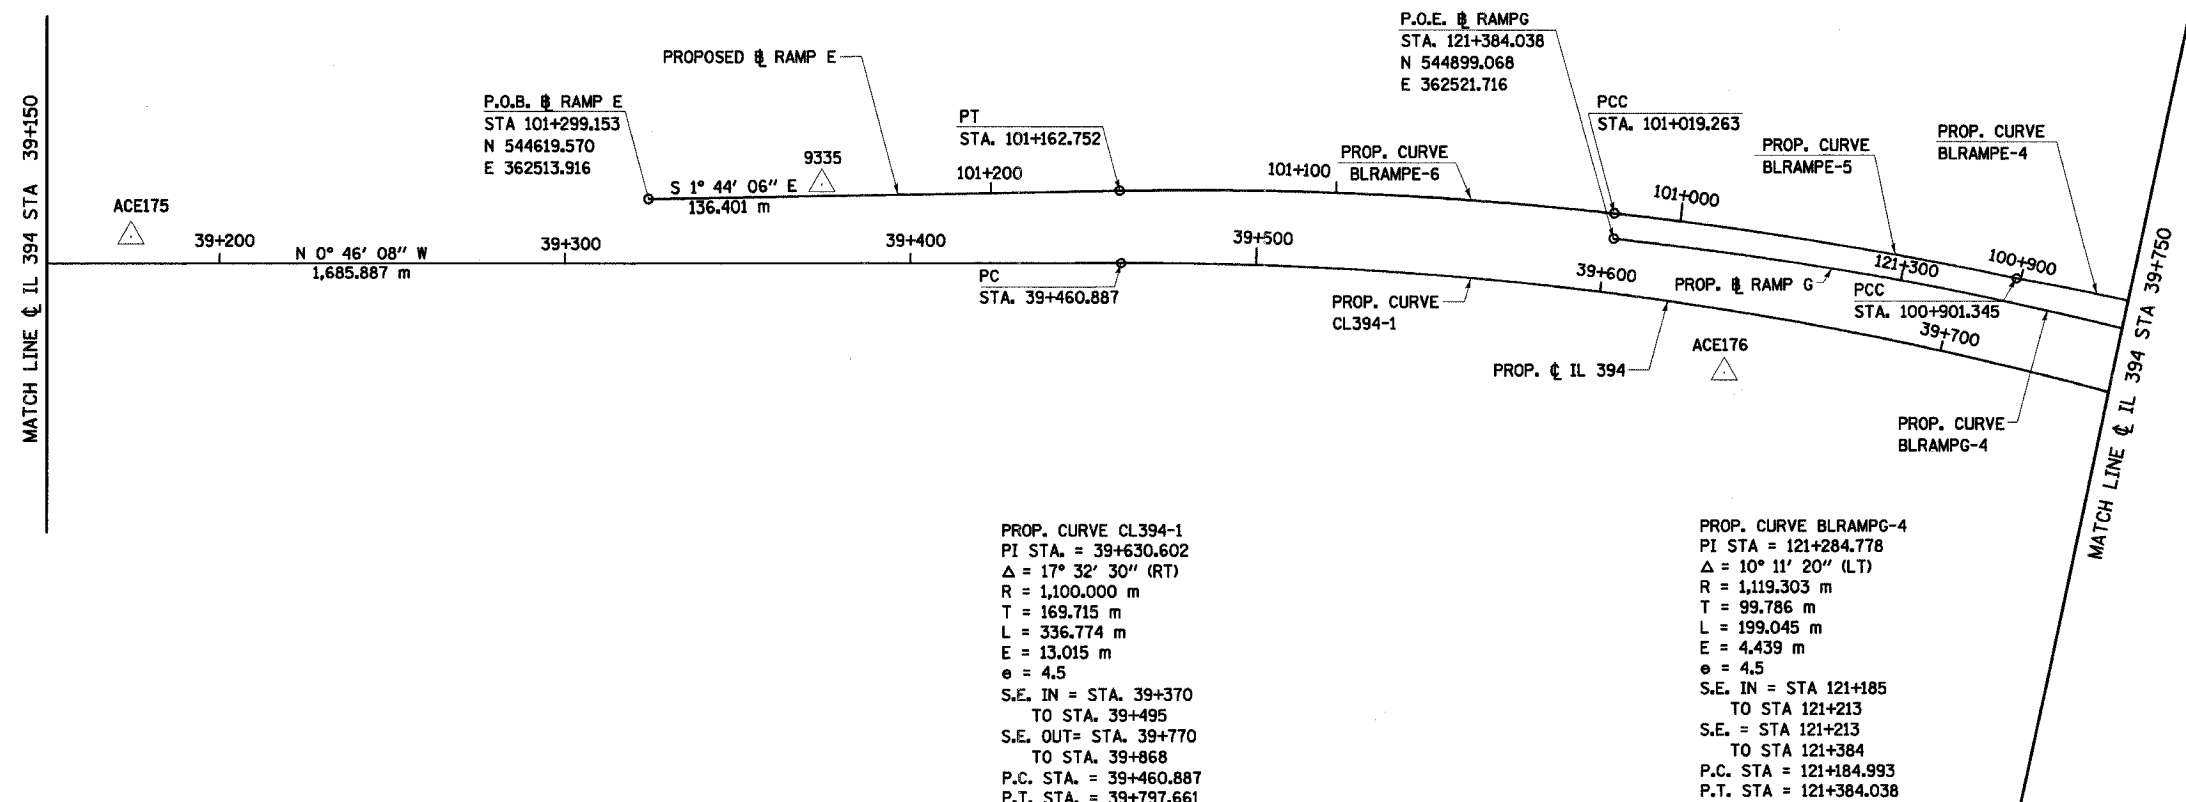 MATCH LINE ℄ IL 394 STA 39+150
ACE175
39+200
N 0° 46' 08" W
1,685.887 m
39+300
P.O.B. ⅊ RAMP E
STA 101+299.153
N 544619.570
E 362513.916
PROPOSED ⅊ RAMP E
S 1° 44' 06" E
136.401 m
9335
39+400
101+200
PT
STA. 101+162.752
PC
STA. 39+460.887
39+500
101+100
PROP. CURVE
BLRAMPE-6
P.O.E. ⅊ RAMPG
STA. 121+384.038
N 544899.068
E 362521.716
PCC
STA. 101+019.263
101+000
PROP. CURVE
BLRAMPE-5
PROP. CURVE
BLRAMPE-4
PROP. CURVE
CL394-1
39+600
PROP. ⅊ RAMP G
121+300
100+900
PCC
STA. 100+901.345
PROP. ℄ IL 394
ACE176
39+700
PROP. CURVE
BLRAMPG-4
MATCH LINE ℄ IL 394 STA 39+750
PROP. CURVE CL394-1
PI STA. = 39+630.602
Δ = 17° 32' 30" (RT)
R = 1,100.000 m
T = 169.715 m
L = 336.774 m
E = 13.015 m
e = 4.5
S.E. IN = STA. 39+370
TO STA. 39+495
S.E. OUT= STA. 39+770
TO STA. 39+868
P.C. STA. = 39+460.887
P.T. STA. = 39+797.661
PROP. CURVE BLRAMPG-4
PI STA = 121+284.778
Δ = 10° 11' 20" (LT)
R = 1,119.303 m
T = 99.786 m
L = 199.045 m
E = 4.439 m
e = 4.5
S.E. IN = STA 121+185
TO STA 121+213
S.E. = STA 121+213
TO STA 121+384
P.C. STA = 121+184.993
P.T. STA = 121+384.038